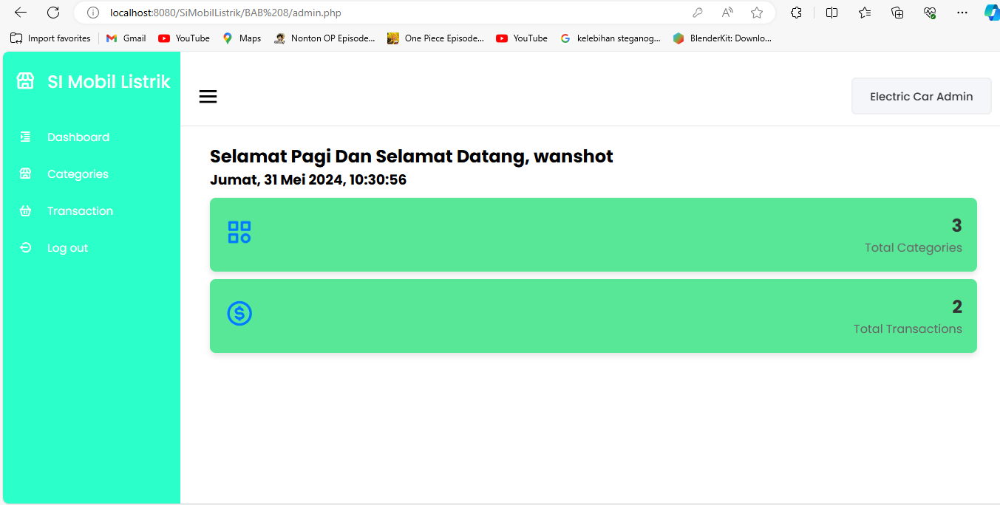 localhost:8080/SiMobilListrik/BAB%208/admin.php
Import favorites Gmail YouTube Maps Nonton OP Episode... One Piece Episode... YouTube kelebihan steganog... BlenderKit: Downlo...
SI Mobil Listrik
Dashboard
Categories
Transaction
Log out
Electric Car Admin
Selamat Pagi Dan Selamat Datang, wanshot
Jumat, 31 Mei 2024, 10:30:56
3
Total Categories
2
Total Transactions